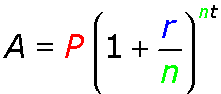 A = P (1 + r/n)^nt